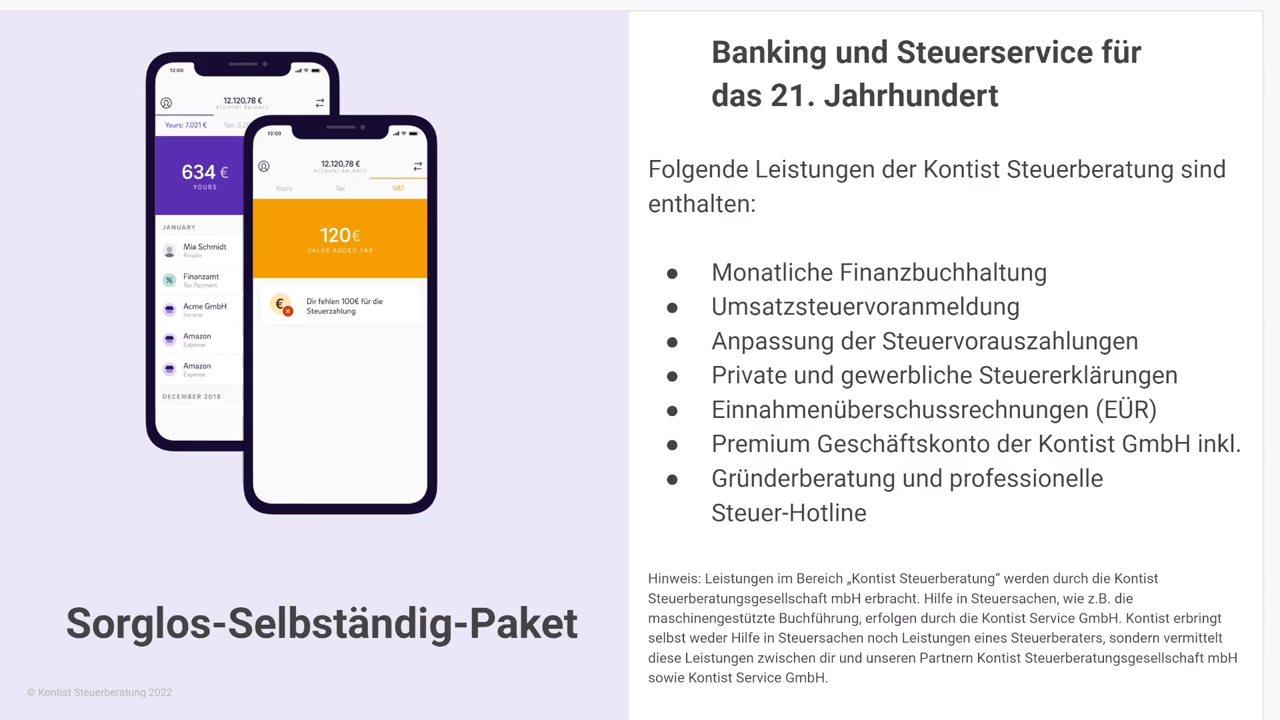 12:00
12.120,78 €
ACCOUNT BALANCE
Yours: 7.021 €
634 €
YOURS
JANUARY
Mia Schmidt
Private
Finanzamt
Tax Payment
Acme GmbH
Income
Amazon
Expense
Amazon
Expense
DECEMBER 2018
12:00
12.120,78 €
ACCOUNT BALANCE
Yours Tax VAT
120 €
VALUE ADDED TAX
Dir fehlen 100€ für die
Steuerzahlung
Sorglos-Selbständig-Paket
© Kontist Steuerberatung 2022
Banking und Steuerservice für
das 21. Jahrhundert
Folgende Leistungen der Kontist Steuerberatung sind
enthalten:
● Monatliche Finanzbuchhaltung
● Umsatzsteuervoranmeldung
● Anpassung der Steuervorauszahlungen
● Private und gewerbliche Steuererklärungen
● Einnahmenüberschussrechnungen (EÜR)
● Premium Geschäftskonto der Kontist GmbH inkl.
● Gründerberatung und professionelle
Steuer-Hotline
Hinweis: Leistungen im Bereich „Kontist Steuerberatung“ werden durch die Kontist
Steuerberatungsgesellschaft mbH erbracht. Hilfe in Steuersachen, wie z.B. die
maschinengestützte Buchführung, erfolgen durch die Kontist Service GmbH. Kontist erbringt
selbst weder Hilfe in Steuersachen noch Leistungen eines Steuerberaters, sondern vermittelt
diese Leistungen zwischen dir und unseren Partnern Kontist Steuerberatungsgesellschaft mbH
sowie Kontist Service GmbH.